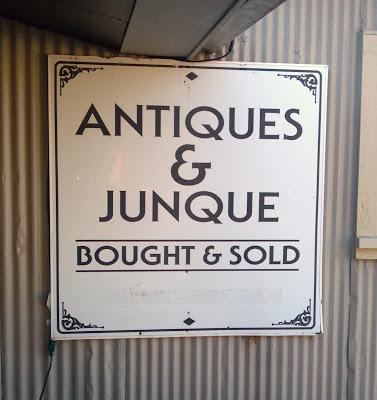 ANTIQUES
&
JUNQUE
BOUGHT & SOLD